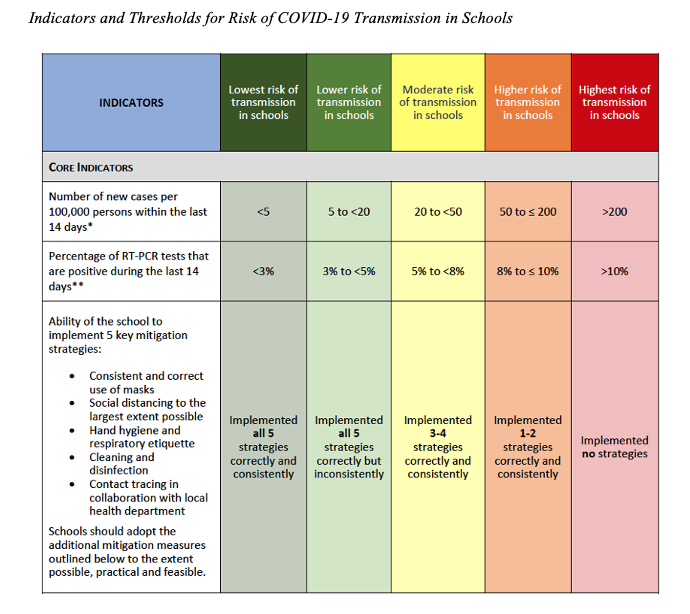 Indicators and Thresholds for Risk of COVID-19 Transmission in Schools
INDICATORS
Lowest risk of
transmission
in schools
Lower risk of
transmission
in schools
Moderate risk
of transmission
in schools
Higher risk of
transmission
in schools
Highest risk of
transmission
in schools
CORE INDICATORS
Number of new cases per
100,000 persons within the last
14 days*
<5
5 to <20
20 to <50
50 to ≤ 200
>200
Percentage of RT-PCR tests that
are positive during the last 14
days**
<3%
3% to <5%
5% to <8%
8% to ≤ 10%
>10%
Ability of the school to
implement 5 key mitigation
strategies:
• Consistent and correct
use of masks
• Social distancing to the
largest extent possible
• Hand hygiene and
respiratory etiquette
• Cleaning and
disinfection
• Contact tracing in
collaboration with local
health department
Schools should adopt the
additional mitigation measures
outlined below to the extent
possible, practical and feasible.
Implemented
all 5
strategies
correctly and
consistently
Implemented
all 5
strategies
correctly but
inconsistently
Implemented
3-4
strategies
correctly and
consistently
Implemented
1-2
strategies
correctly and
consistently
Implemented
no strategies